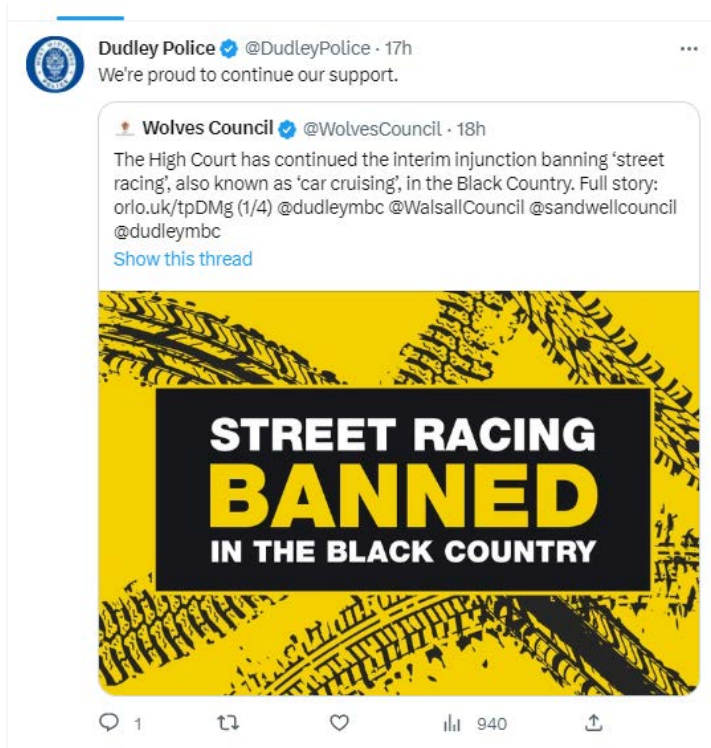 Dudley Police @DudleyPolice · 17h
We're proud to continue our support.
Wolves Council @WolvesCouncil · 18h
The High Court has continued the interim injunction banning 'street
racing', also known as 'car cruising', in the Black Country. Full story:
orlo.uk/tpDMg (1/4) @dudleymbc @WalsallCouncil @sandwellcouncil
@dudleymbc
Show this thread
STREET RACING
BANNED
IN THE BLACK COUNTRY
1
940